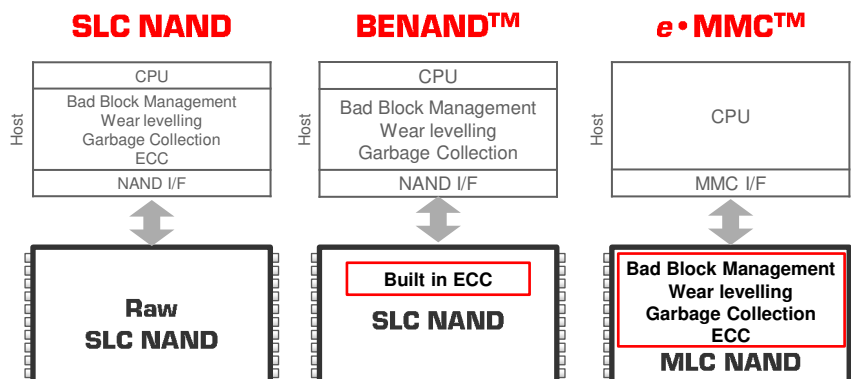 SLC NAND
BENAND™
e•MMC™
Host
CPU
Bad Block Management
Wear levelling
Garbage Collection
ECC
NAND I/F
Raw
SLC NAND
Host
CPU
Bad Block Management
Wear levelling
Garbage Collection
NAND I/F
Built in ECC
SLC NAND
Host
CPU
MMC I/F
Bad Block Management
Wear levelling
Garbage Collection
ECC
MLC NAND